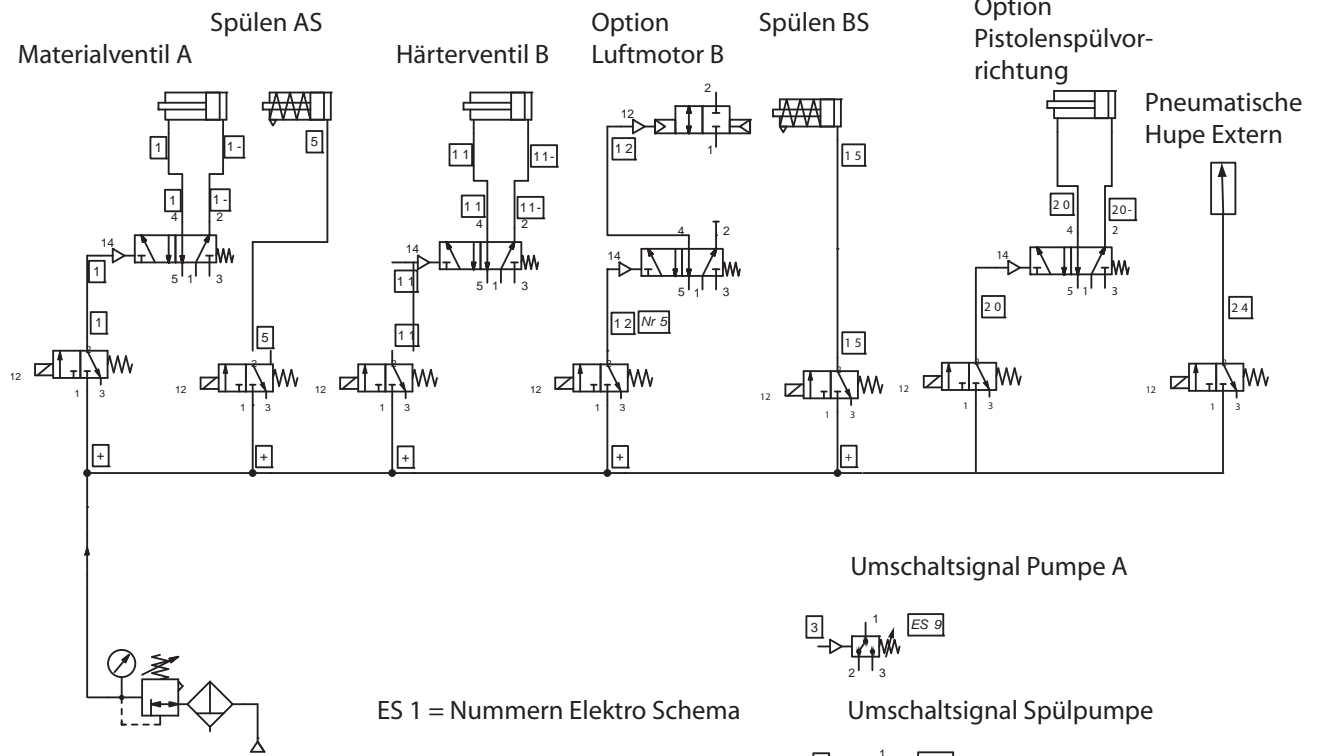 Spülen AS
Option
Spülen BS
Option
Materialventil A
Härterventil B
Luftmotor B
Pistolenspülvor-
richtung
Pneumatische
Hupe Extern
1 1-
1 1-
4 2
14
5 1 3
1
1
2
12
1 3
+
5
5
2
12
1 3
+
11 11-
11 11-
4 2
14
5 1 3
11
11
2
12
1 3
+
2
12
12
1
4 2
14
5 1 3
12 Nr 5
2
12
1 3
+
15
15
2
12
1 3
+
20 20-
4 2
14
5 1 3
20
2
12
1 3
24
2
12
1 3
Umschaltsignal Pumpe A
3 1 ES 9
2 3
ES 1 = Nummern Elektro Schema
Umschaltsignal Spülpumpe
1